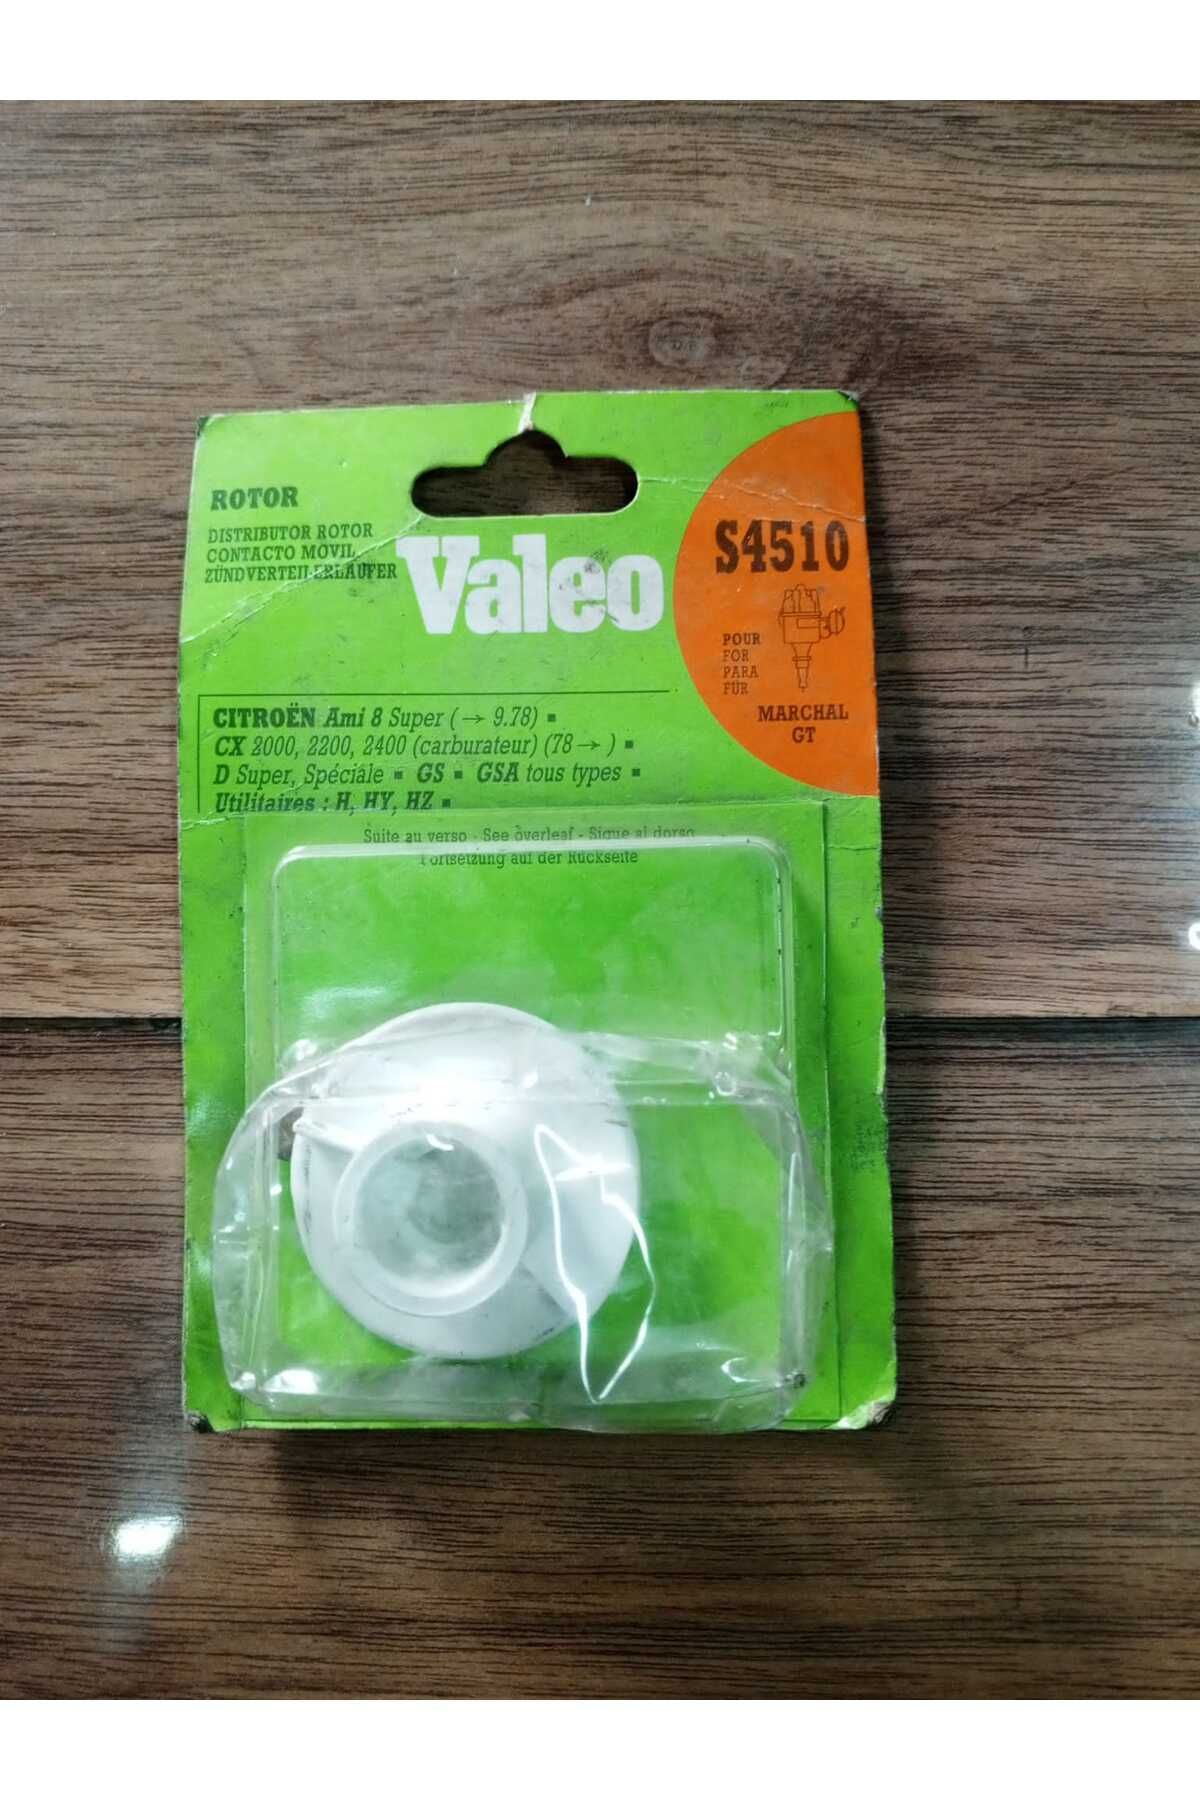 ROTOR
DISTRIBUTOR ROTOR
CONTACTO MOVIL
ZÜNDVERTEILERLAUFER
Valeo
S4510
POUR
FOR
PARA
FÜR
MARCHAL
GT
CITROËN Ami 8 Super (→ 9.78) ▪
CX 2000, 2200, 2400 (carburateur) (78 → ) ▪
D Super, Spéciale ▪ GS ▪ GSA tous types ▪
Utilitaires : H, HY, HZ ▪
Suite au verso - See overleaf - Sigue al dorso
Fortsetzung auf der Rückseite